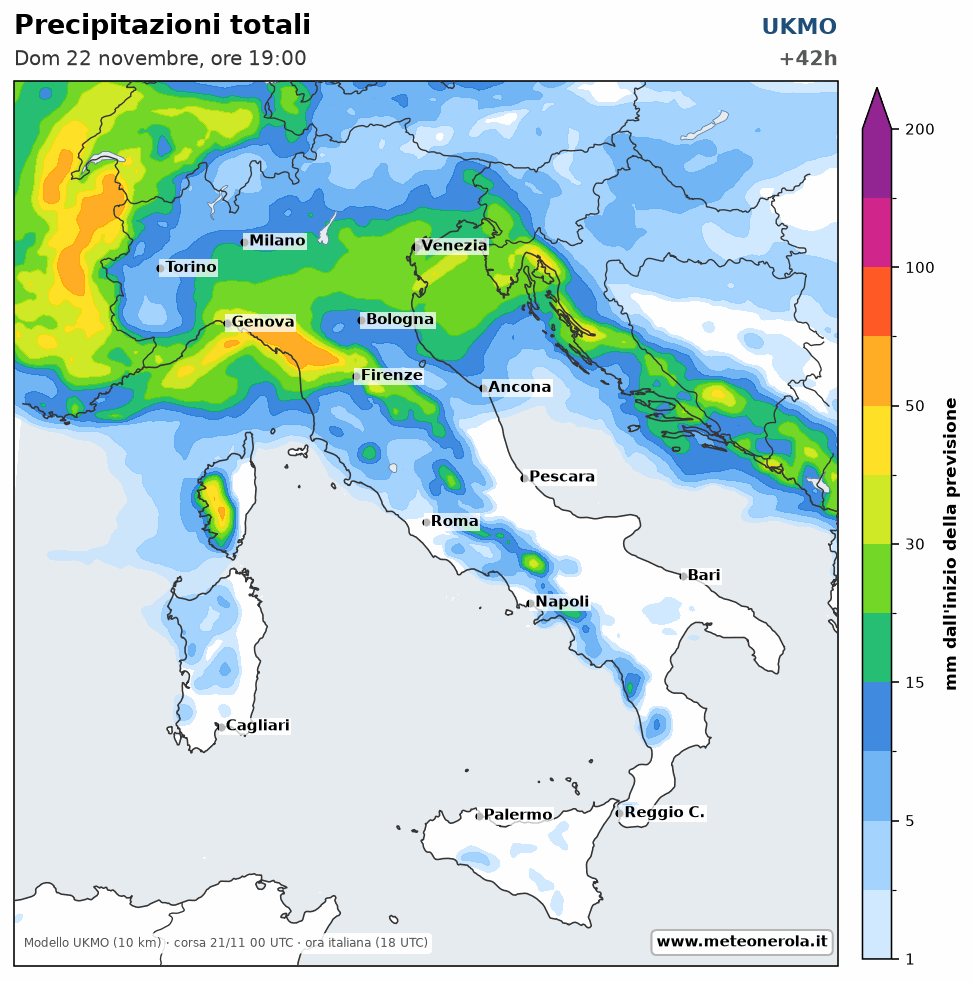 Precipitazioni totali
UKMO
Dom 22 novembre, ore 19:00
+42h
200
100
50
30
15
5
1
mm dall'inizio della previsione
Milano
Venezia
Torino
Genova
Bologna
Firenze
Ancona
Pescara
Roma
Bari
Napoli
Cagliari
Palermo
Reggio C.
Modello UKMO (10 km) · corsa 21/11 00 UTC · ora italiana (18 UTC)
www.meteonerola.it